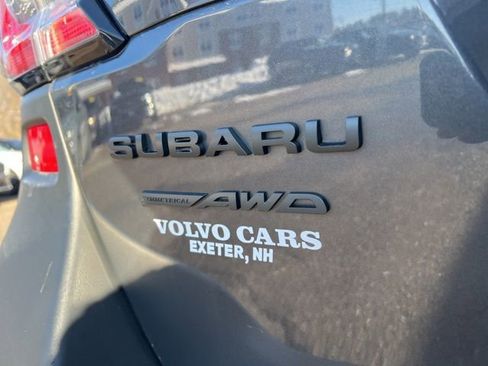 SUBARU
SYMMETRICAL AWD
VOLVO CARS
EXETER, NH